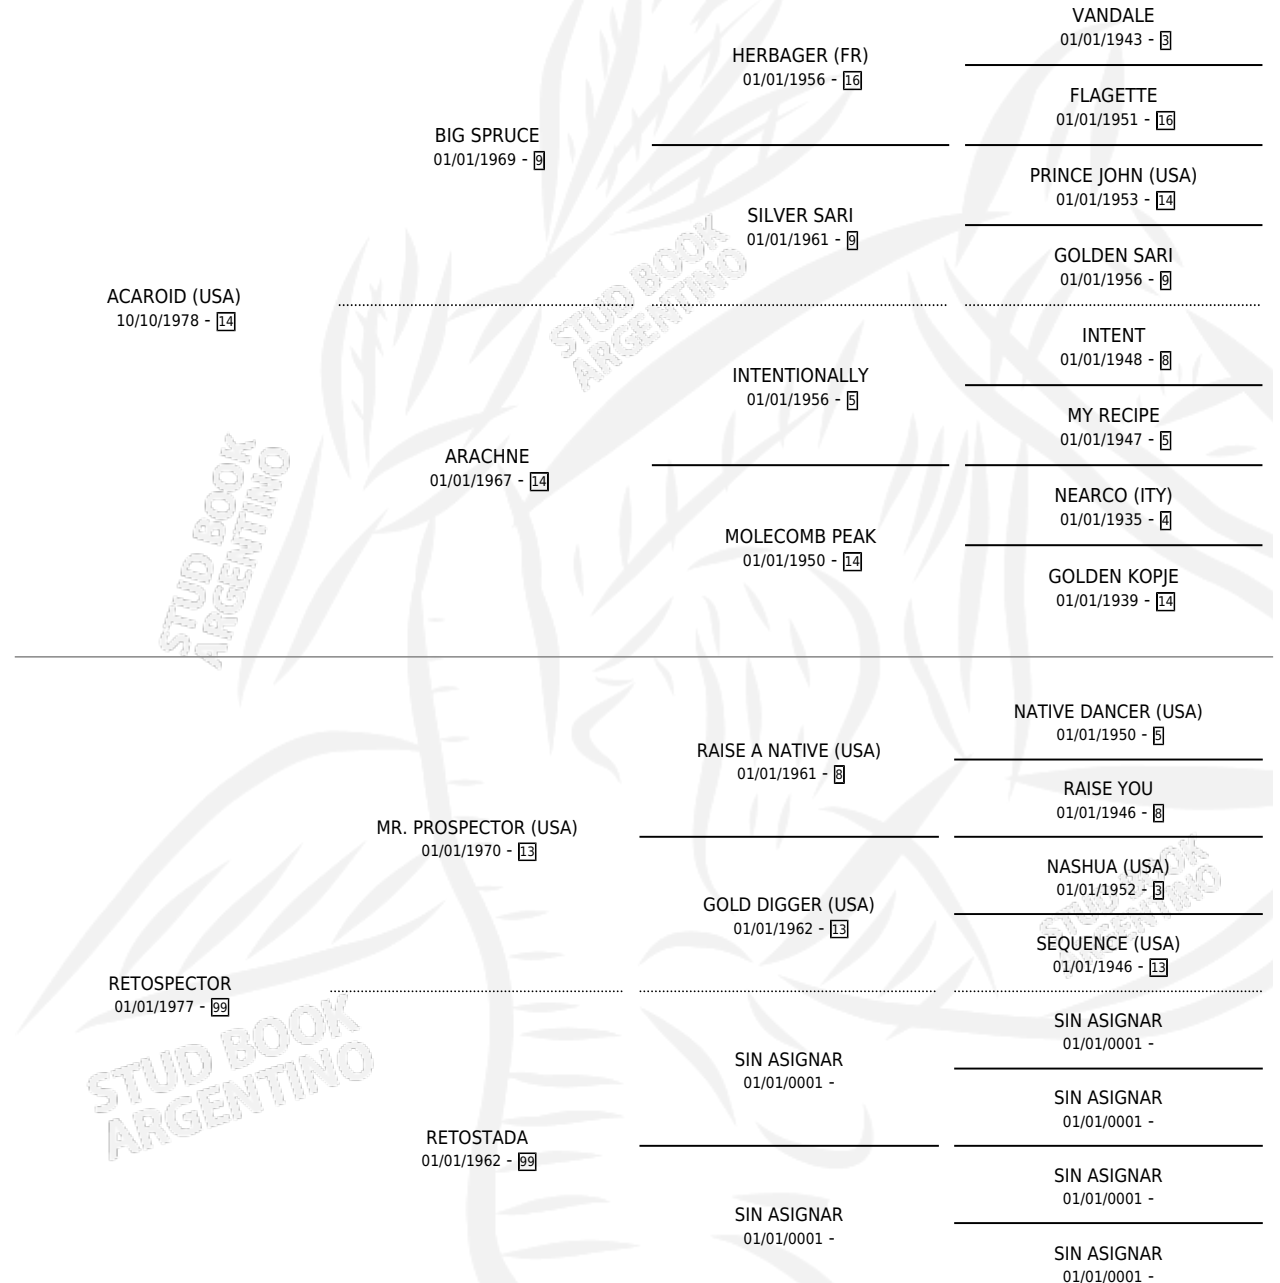 VANDALE
01/01/1943 - 3
HERBAGER (FR)
01/01/1956 - 16
FLAGETTE
01/01/1951 - 16
BIG SPRUCE
01/01/1969 - 9
PRINCE JOHN (USA)
01/01/1953 - 14
SILVER SARI
01/01/1961 - 9
GOLDEN SARI
01/01/1956 - 9
ACAROID (USA)
10/10/1978 - 14
INTENT
01/01/1948 - 8
INTENTIONALLY
01/01/1956 - 5
MY RECIPE
01/01/1947 - 5
ARACHNE
01/01/1967 - 14
NEARCO (ITY)
01/01/1935 - 4
MOLECOMB PEAK
01/01/1950 - 14
GOLDEN KOPJE
01/01/1939 - 14
NATIVE DANCER (USA)
01/01/1950 - 5
RAISE A NATIVE (USA)
01/01/1961 - 8
RAISE YOU
01/01/1946 - 8
MR. PROSPECTOR (USA)
01/01/1970 - 13
NASHUA (USA)
01/01/1952 - 3
GOLD DIGGER (USA)
01/01/1962 - 13
SEQUENCE (USA)
01/01/1946 - 13
RETOSPECTOR
01/01/1977 - 99
SIN ASIGNAR
01/01/0001 -
SIN ASIGNAR
01/01/0001 -
SIN ASIGNAR
01/01/0001 -
RETOSTADA
01/01/1962 - 99
SIN ASIGNAR
01/01/0001 -
SIN ASIGNAR
01/01/0001 -
SIN ASIGNAR
01/01/0001 -
STUD BOOK
ARGENTINO
STUD BOOK
ARGENTINO
STUD BOOK
ARGENTINO
STUD BOOK
ARGENTINO